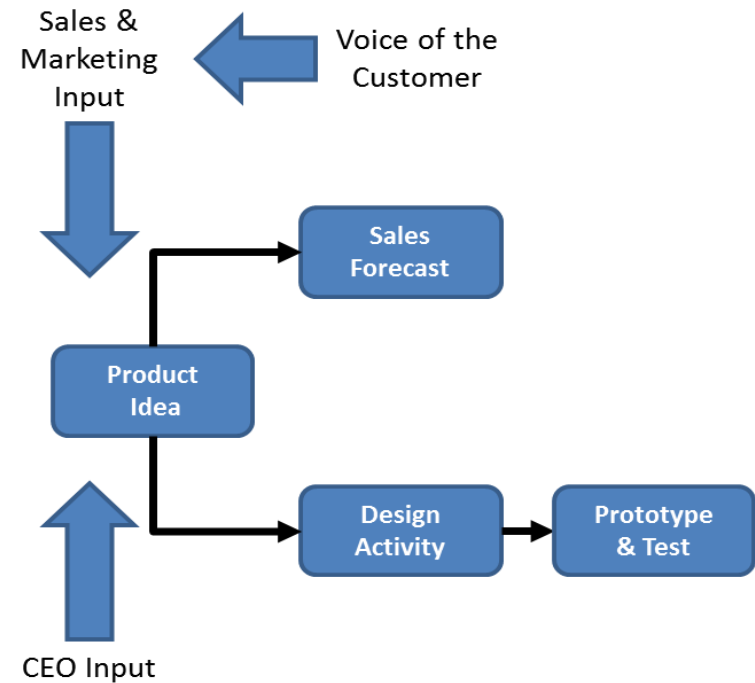 Sales &
Marketing
Input
Voice of the
Customer
Sales
Forecast
Product
Idea
Design
Activity
Prototype
& Test
CEO Input